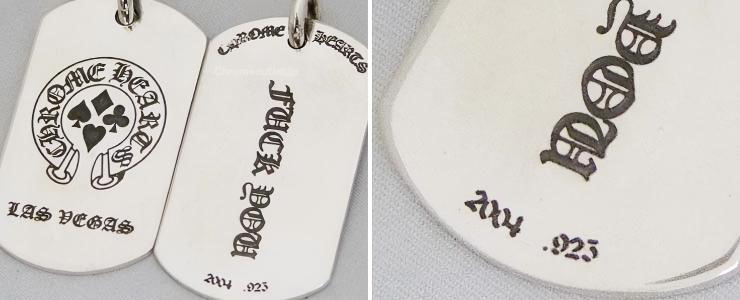 CHROME HEARTS
LAS VEGAS
CHROME HEARTS
FUCK YOU
2004 .925
YOU
2004 .925